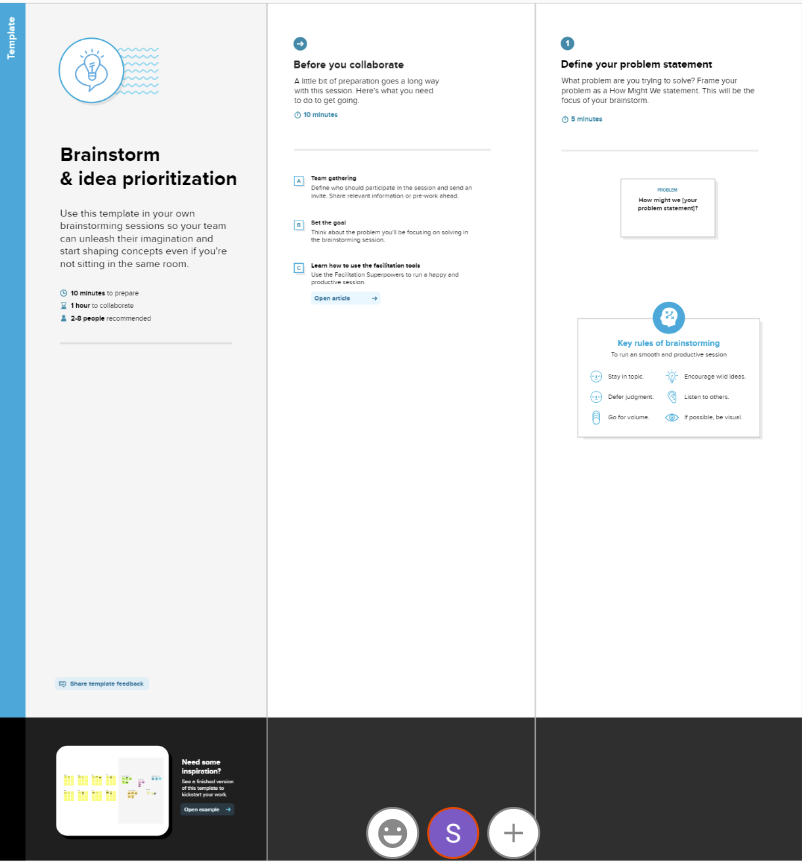 Template
Brainstorm
& idea prioritization
Use this template in your own
brainstorming sessions so your team
can unleash their imagination and
start shaping concepts even if you're
not sitting in the same room.
10 minutes to prepare
1 hour to collaborate
2-8 people recommended
Share template feedback
Need some
inspiration?
See a finished version
of this template to
kickstart your work.
Open example
Before you collaborate
A little bit of preparation goes a long way
with this session. Here's what you need
to do to get going.
10 minutes
A
Team gathering
Define who should participate in the session and send an
invite. Share relevant information or pre-work ahead.
B
Set the goal
Think about the problem you'll be focusing on solving in
the brainstorming session.
C
Learn how to use the facilitation tools
Use the Facilitation Superpowers to run a happy and
productive session.
Open article
1
Define your problem statement
What problem are you trying to solve? Frame your
problem as a How Might We statement. This will be the
focus of your brainstorm.
5 minutes
PROBLEM
How might we [your
problem statement]?
Key rules of brainstorming
To run an smooth and productive session
Stay in topic.
Encourage wild ideas.
Defer judgment.
Listen to others.
Go for volume.
If possible, be visual.
S